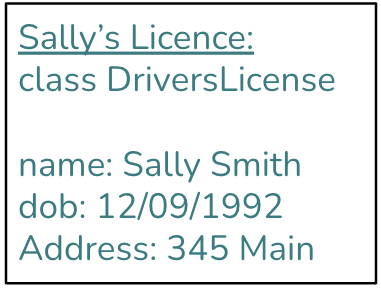 Sally’s Licence:
class DriversLicense
name: Sally Smith
dob: 12/09/1992
Address: 345 Main